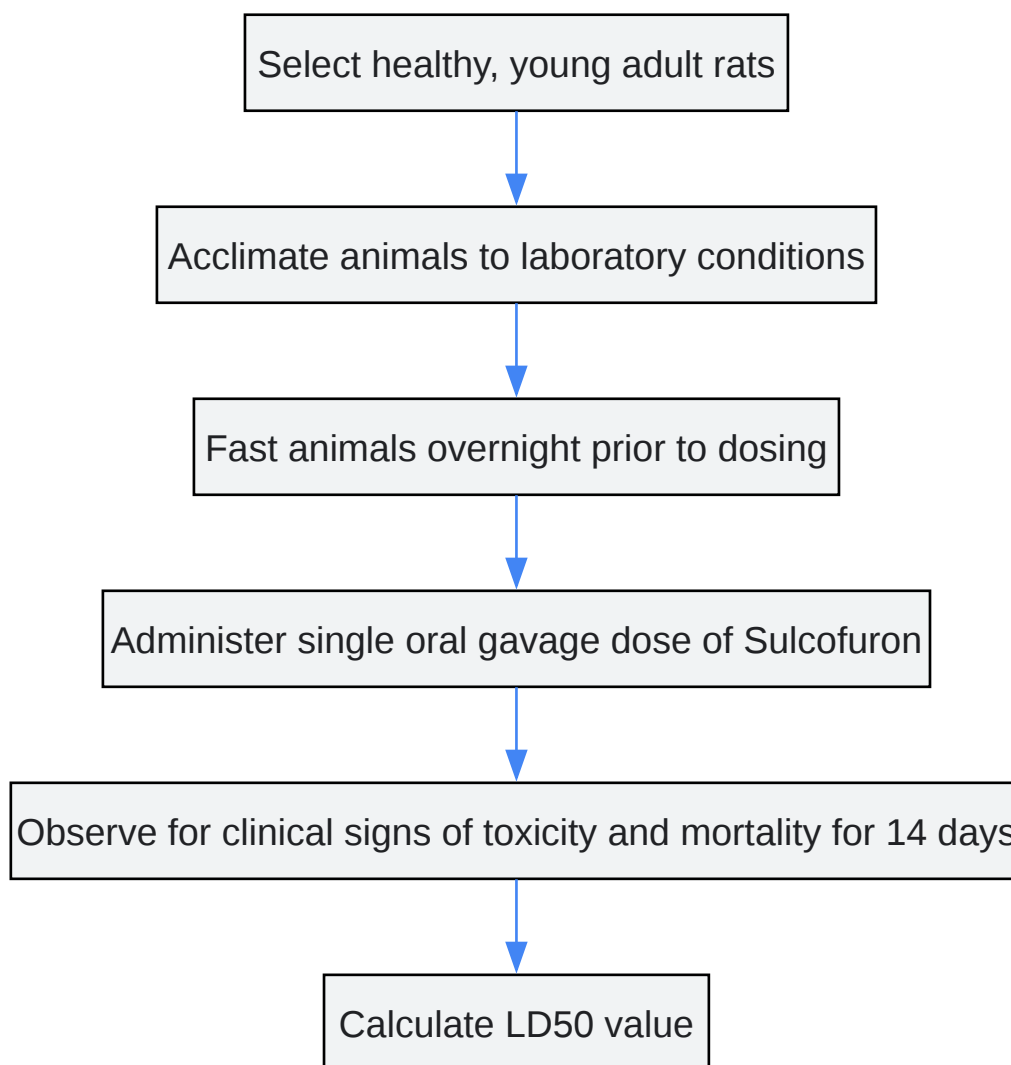 Select healthy, young adult rats
Acclimate animals to laboratory conditions
Fast animals overnight prior to dosing
Administer single oral gavage dose of Sulcofuron
Observe for clinical signs of toxicity and mortality for 14 days
Calculate LD50 value